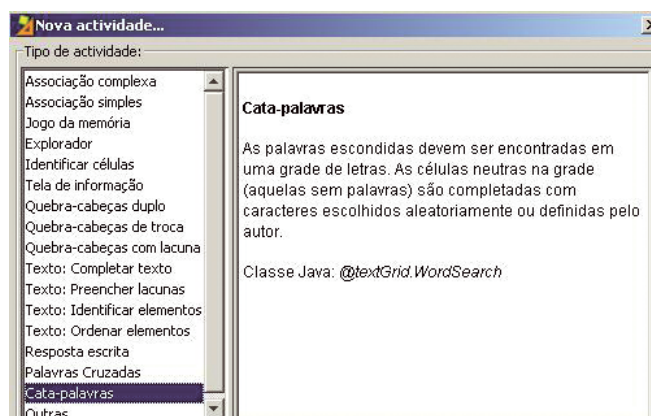 Nova actividade...
Tipo de actividade:
Associação complexa
Associação simples
Jogo da memória
Explorador
Identificar células
Tela de informação
Quebra-cabeças duplo
Quebra-cabeças de troca
Quebra-cabeças com lacuna
Texto: Completar texto
Texto: Preencher lacunas
Texto: Identificar elementos
Texto: Ordenar elementos
Resposta escrita
Palavras Cruzadas
Cata-palavras
Outras
Cata-palavras
As palavras escondidas devem ser encontradas em
uma grade de letras. As células neutras na grade
(aquelas sem palavras) são completadas com
caracteres escolhidos aleatoriamente ou definidas pelo
autor.
Classe Java: @textGrid.WordSearch